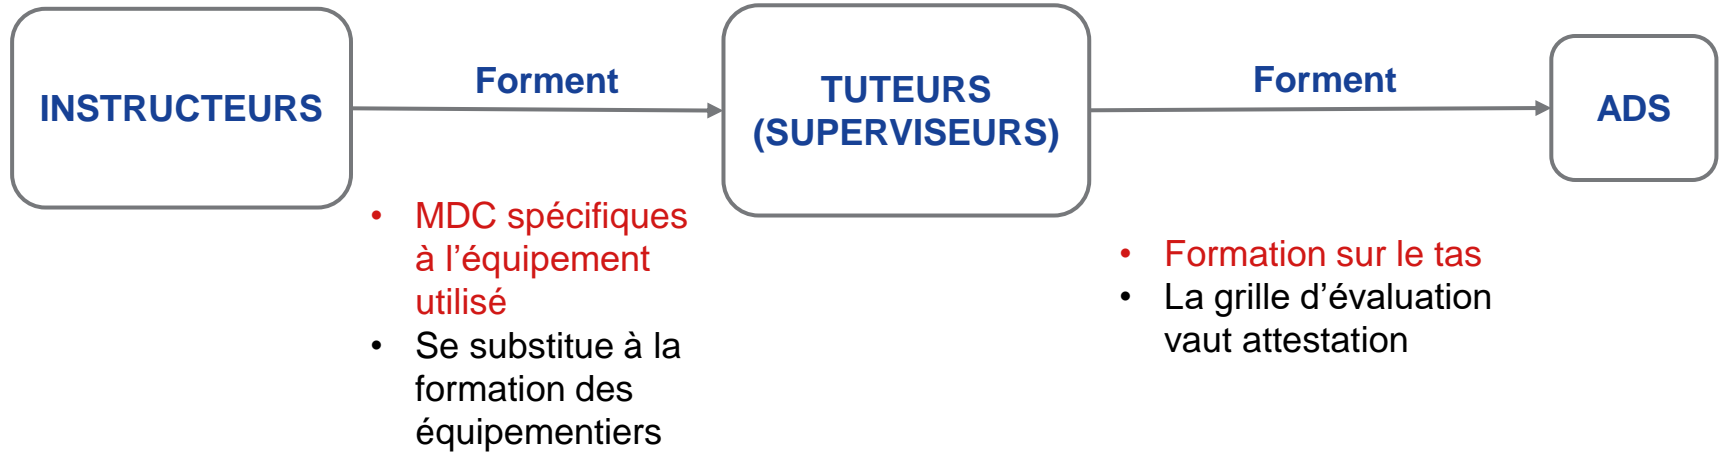 INSTRUCTEURS
Forment
TUTEURS
(SUPERVISEURS)
Forment
ADS
• MDC spécifiques
à l’équipement
utilisé
• Se substitue à la
formation des
équipementiers
• Formation sur le tas
• La grille d’évaluation
vaut attestation